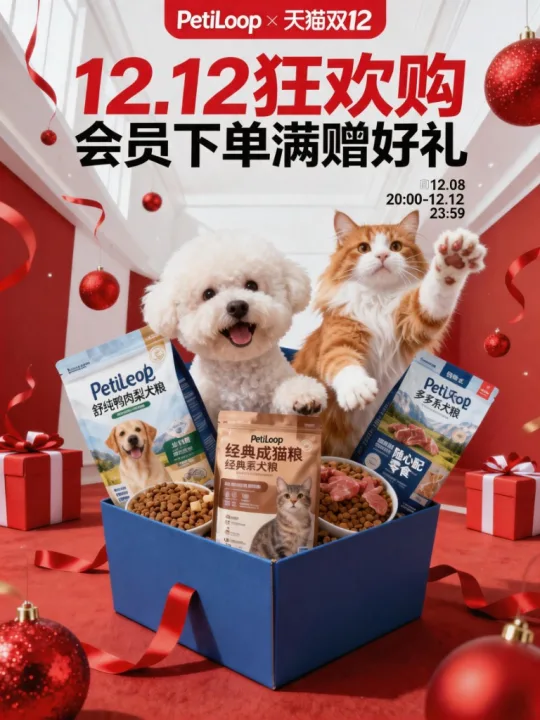 PetiLoop × 天猫双12
12.12狂欢购
会员下单满赠好礼
12.08
20:00-12.12
23:59
PetiLoop
舒纯鸭肉梨犬粮
PetiLoop
经典成猫粮
经典系犬粮
PetiLoop
多多系犬粮
随心配
零食